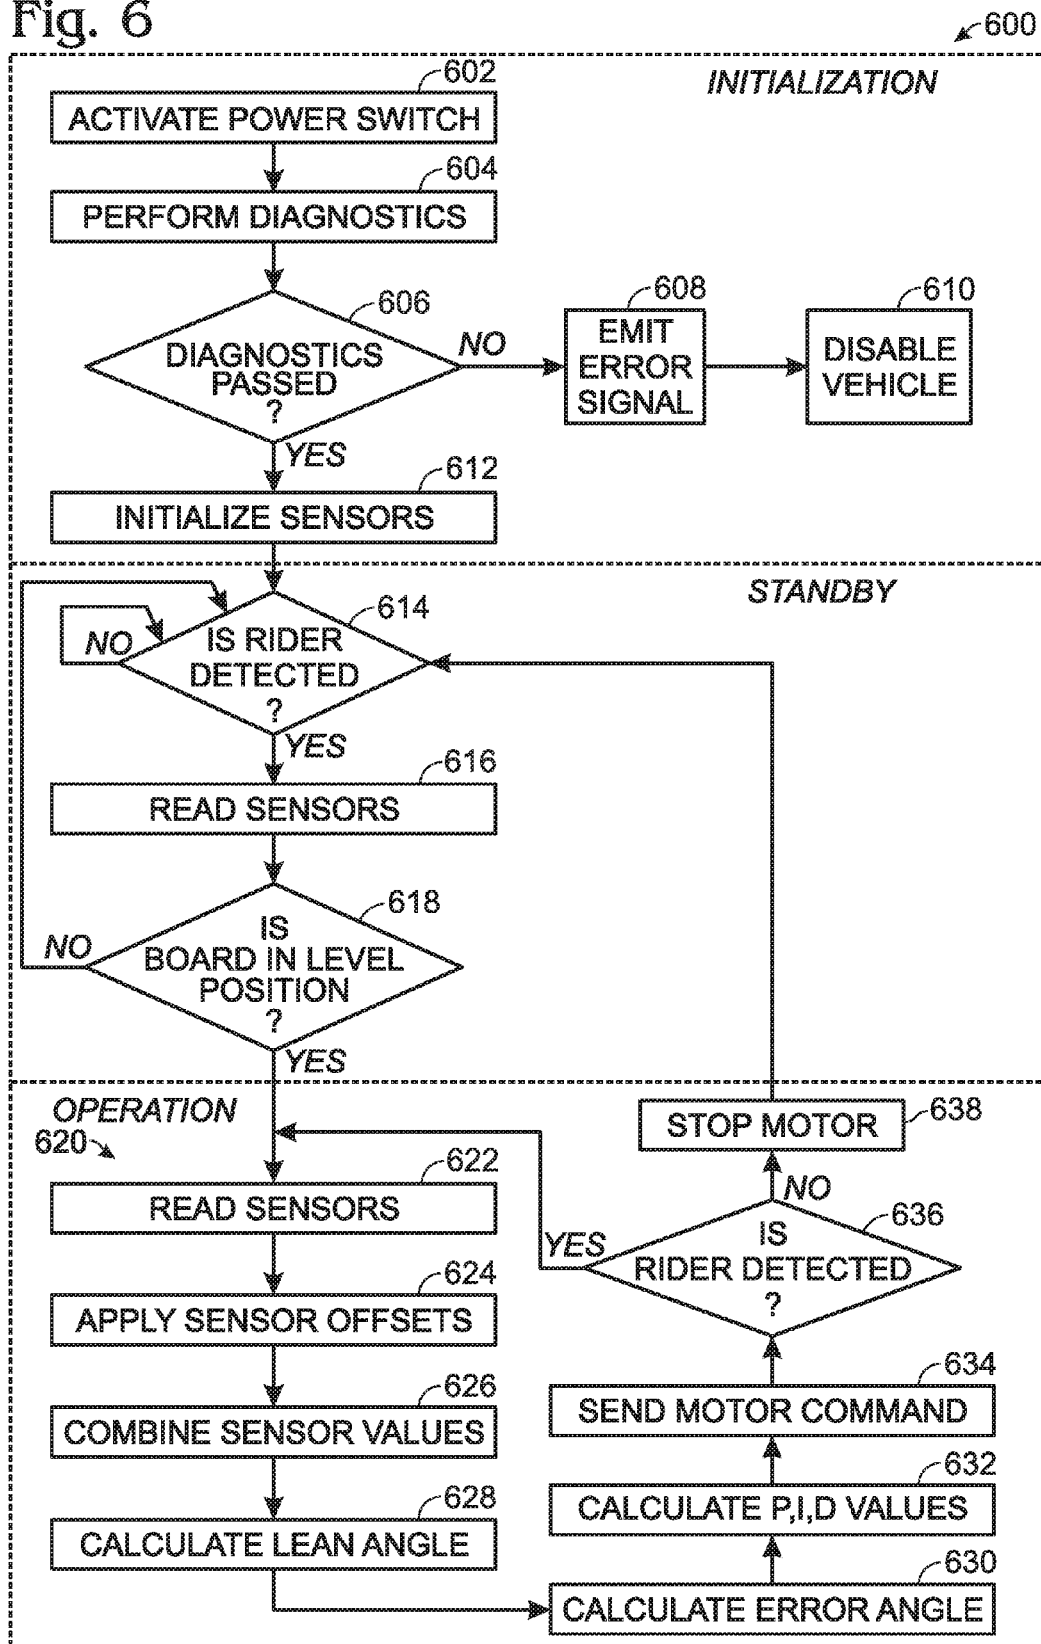 Fig. 6
600
INITIALIZATION
602
ACTIVATE POWER SWITCH
604
PERFORM DIAGNOSTICS
606
DIAGNOSTICS
PASSED
?
NO
608
EMIT
ERROR
SIGNAL
610
DISABLE
VEHICLE
YES
612
INITIALIZE SENSORS
STANDBY
614
IS RIDER
DETECTED
?
NO
YES
616
READ SENSORS
618
IS
BOARD IN LEVEL
POSITION
?
NO
YES
OPERATION
620
622
READ SENSORS
624
APPLY SENSOR OFFSETS
626
COMBINE SENSOR VALUES
628
CALCULATE LEAN ANGLE
638
STOP MOTOR
NO
636
IS
RIDER DETECTED
?
YES
634
SEND MOTOR COMMAND
632
CALCULATE P,I,D VALUES
630
CALCULATE ERROR ANGLE